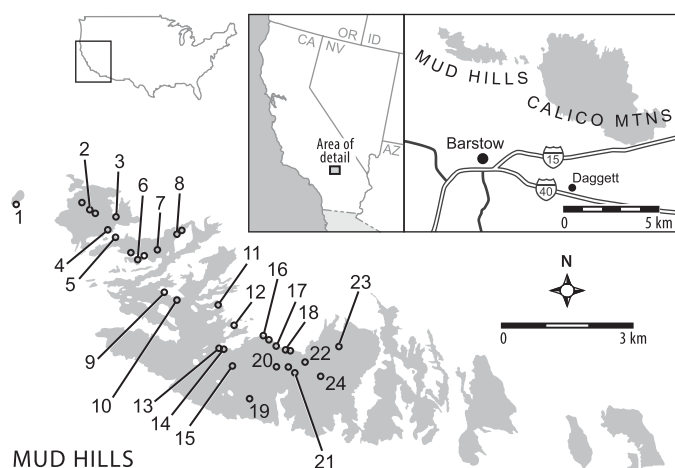 OR
ID
CA
NV
AZ
Area of
detail
MUD HILLS
CALICO MTNS
Barstow
15
40
Daggett
0
5 km
N
0
3 km
1
2
3
4
5
6
7
8
9
10
11
12
13
14
15
16
17
18
19
20
21
22
23
24
MUD HILLS